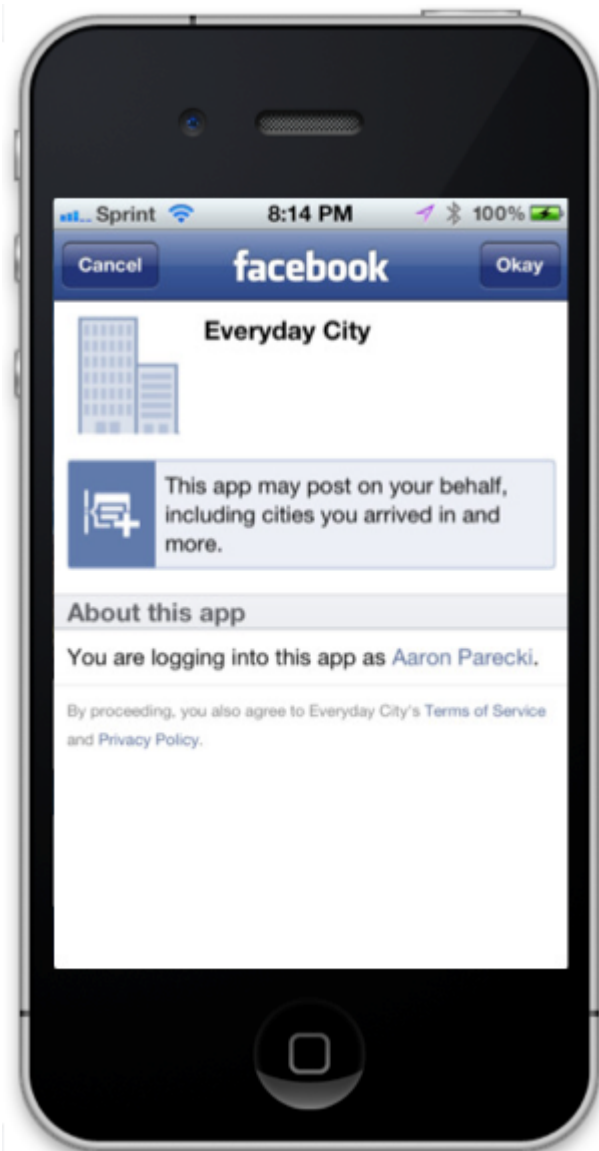 Sprint 8:14 PM 100%
Cancel facebook Okay
Everyday City
This app may post on your behalf,
including cities you arrived in and
more.
About this app
You are logging into this app as Aaron Parecki.
By proceeding, you also agree to Everyday City's Terms of Service
and Privacy Policy.